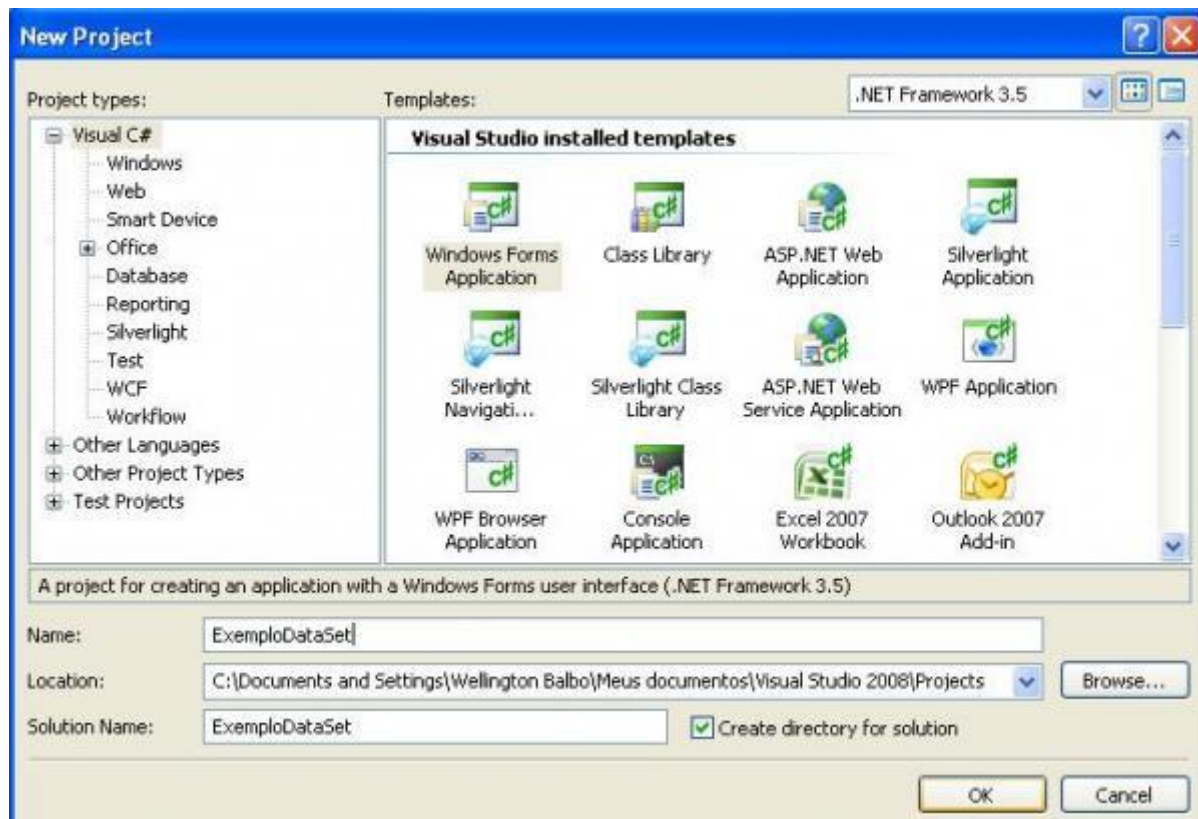 New Project
Project types:
Templates:
.NET Framework 3.5
Visual C#
Windows
Web
Smart Device
Office
Database
Reporting
Silverlight
Test
WCF
Workflow
Other Languages
Other Project Types
Test Projects
Visual Studio installed templates
Windows Forms
Application
Class Library
ASP.NET Web
Application
Silverlight
Application
Silverlight
Navigati...
Silverlight Class
Library
ASP.NET Web
Service Application
WPF Application
WPF Browser
Application
Console
Application
Excel 2007
Workbook
Outlook 2007
Add-in
A project for creating an application with a Windows Forms user interface (.NET Framework 3.5)
Name:
ExemploDataSet
Location:
C:\Documents and Settings\Wellington Balbo\Meus documentos\Visual Studio 2008\Projects
Browse...
Solution Name:
ExemploDataSet
Create directory for solution
OK
Cancel